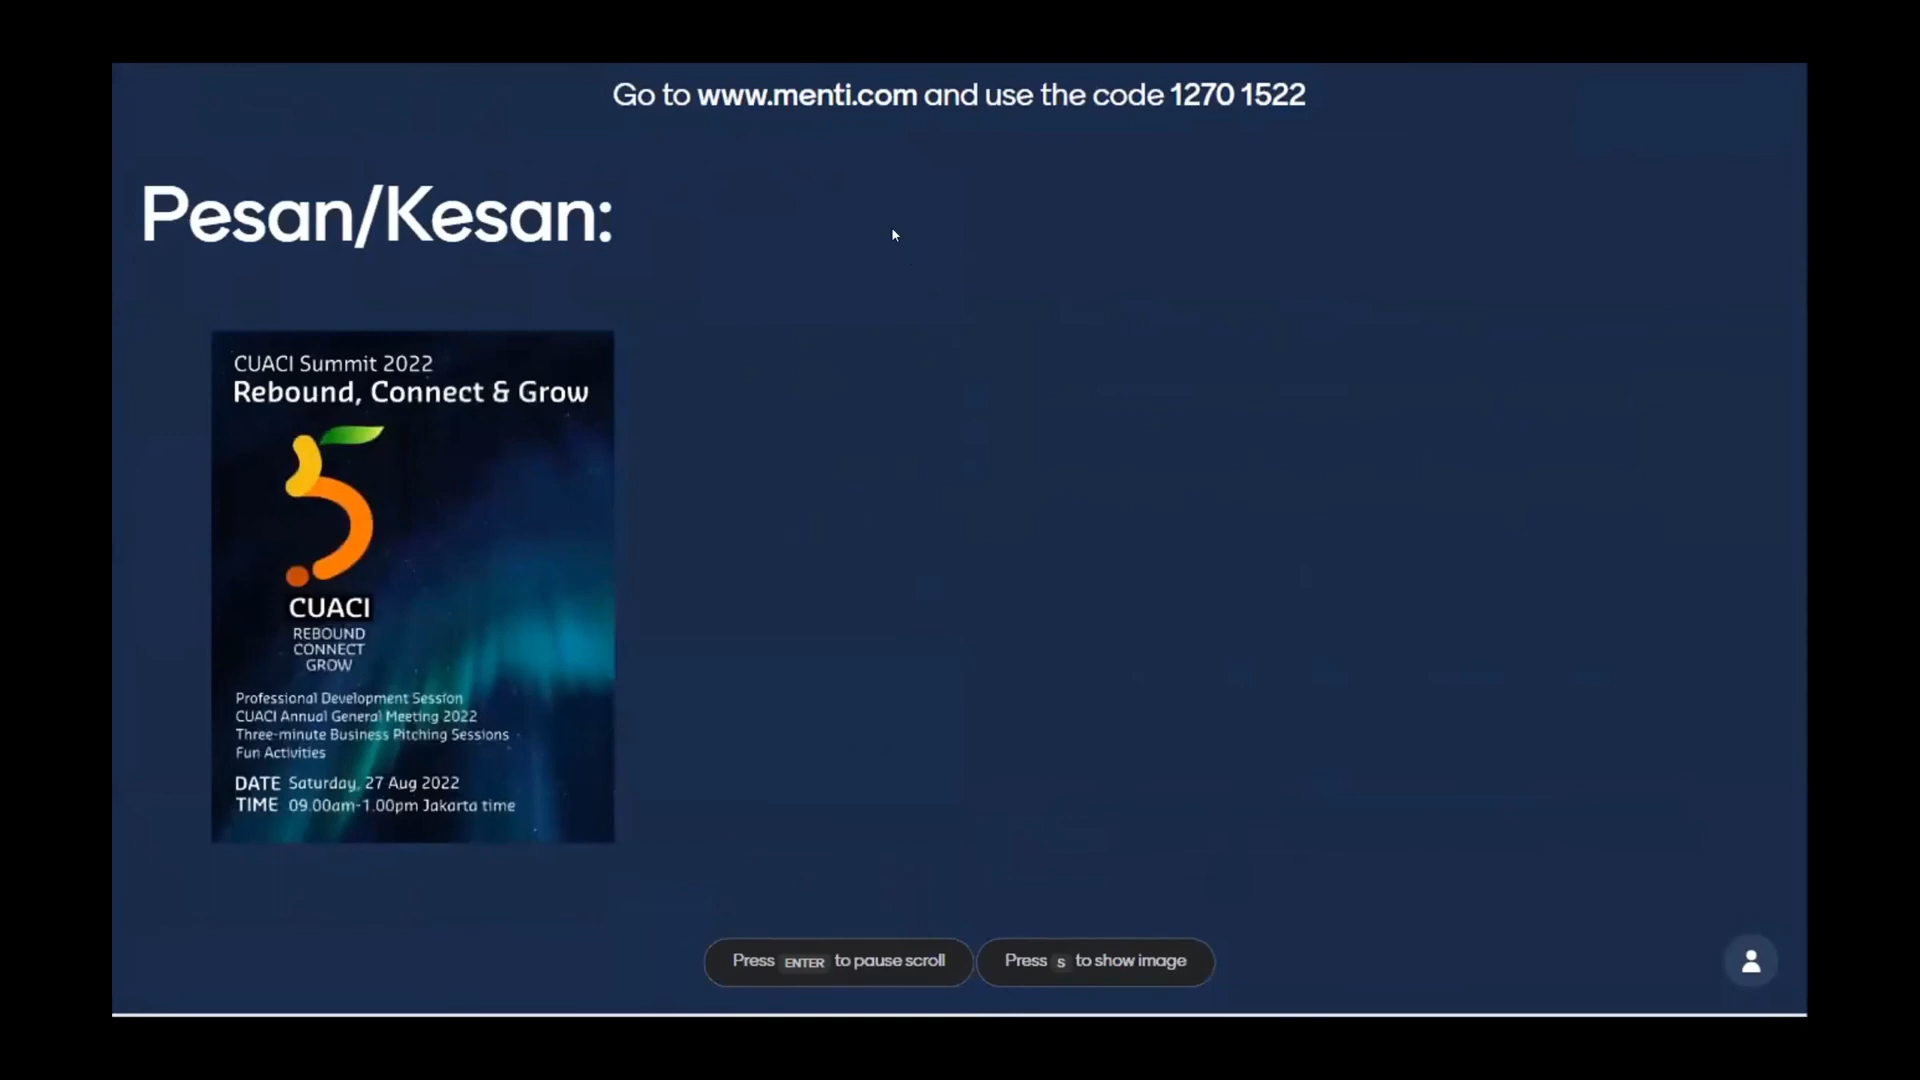 Go to www.menti.com and use the code 1270 1522
Pesan/Kesan:
CUACI Summit 2022
Rebound, Connect & Grow
CUACI
REBOUND
CONNECT
GROW
Professional Development Session
CUACI Annual General Meeting 2022
Three-minute Business Pitching Sessions
Fun Activities
DATE Saturday, 27 Aug 2022
TIME 09.00am-1.00pm Jakarta time
Press ENTER to pause scroll
Press S to show image